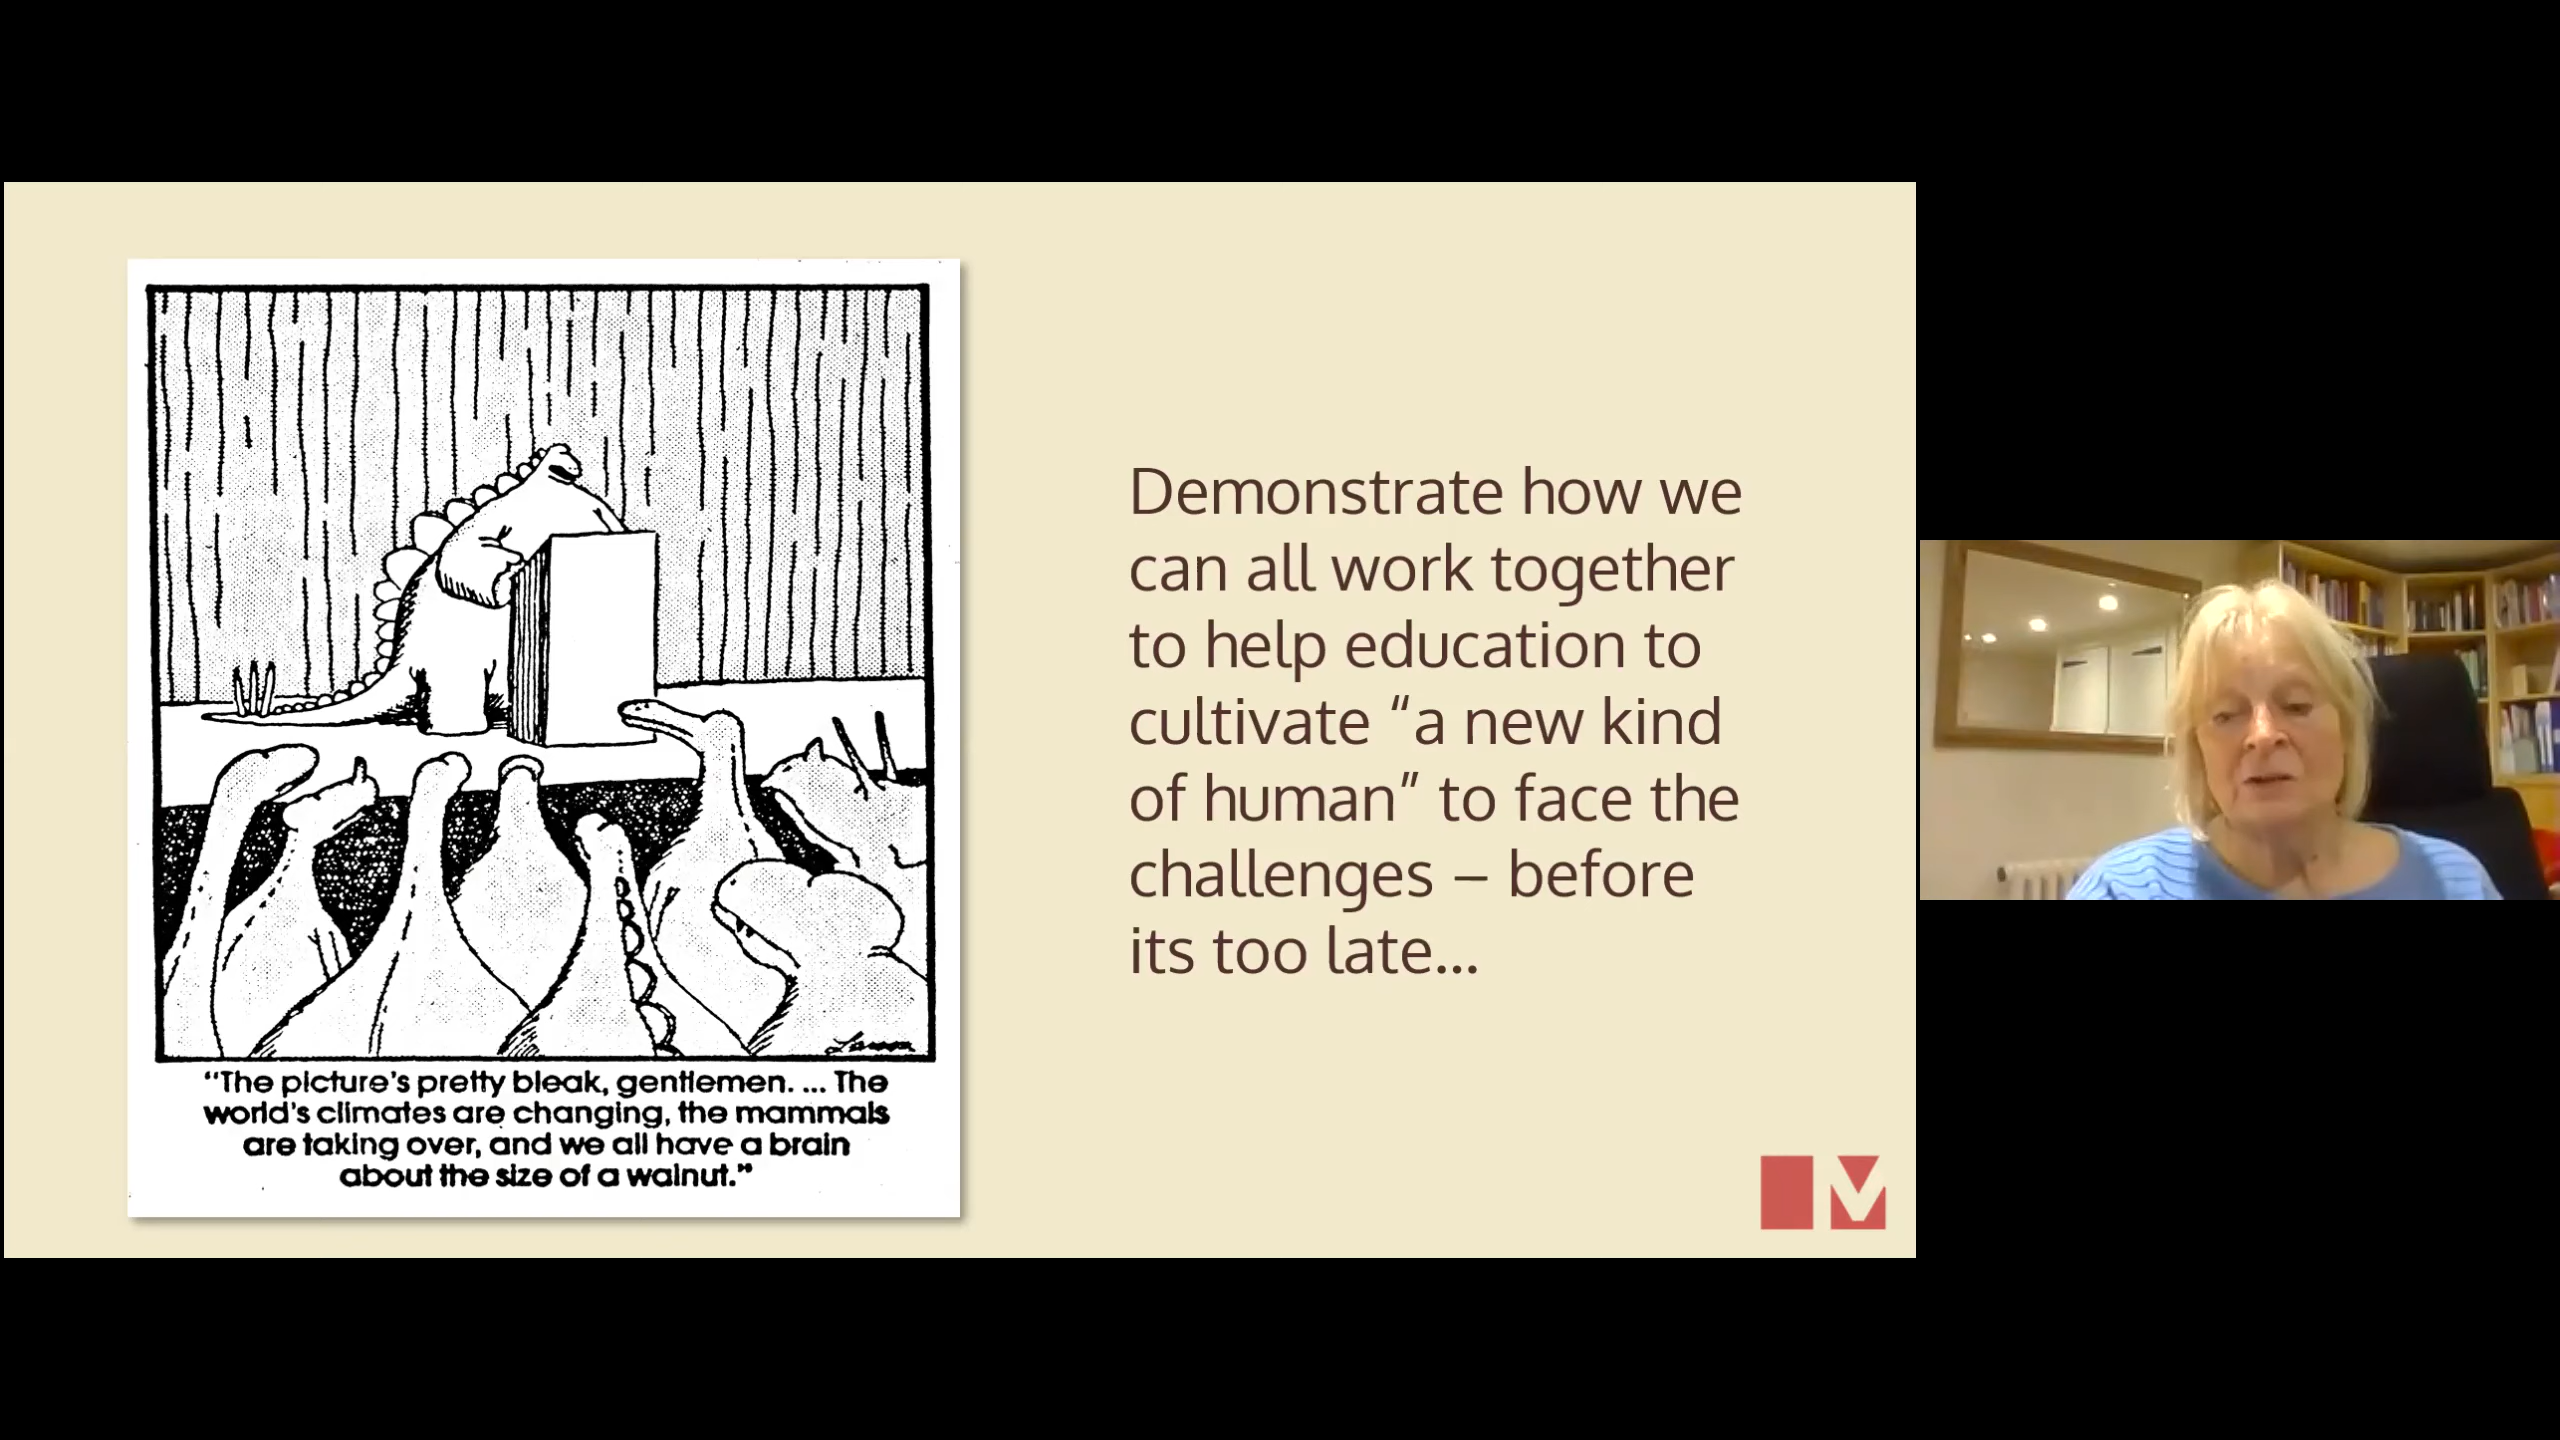 Demonstrate how we
can all work together
to help education to
cultivate “a new kind
of human” to face the
challenges – before
its too late...
Larson
“The picture's pretty bleak, gentlemen. ... The
world's climates are changing, the mammals
are taking over, and we all have a brain
about the size of a walnut.”
M